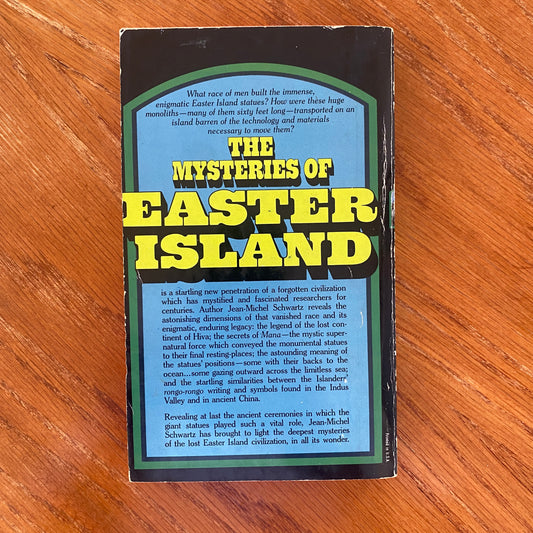 What race of men built the immense,
enigmatic Easter Island statues? How were these huge
monoliths—many of them sixty feet long—transported on an
island barren of the technology and materials
necessary to move them?
THE
MYSTERIES OF
EASTER
ISLAND
is a startling new penetration of a forgotten civilization
which has mystified and fascinated researchers for
centuries. Author Jean-Michel Schwartz reveals the
astonishing dimensions of that vanished race and its
enigmatic, enduring legacy: the legend of the lost con-
tinent of Hiva; the secrets of Mana—the mystic super-
natural force which conveyed the monumental statues
to their final resting-places; the astounding meaning of
the statues' positions—some with their backs to the
ocean...some gazing outward across the limitless sea;
and the startling similarities between the Islanders'
rongo-rongo writing and symbols found in the Indus
Valley and in ancient China.
Revealing at last the ancient ceremonies in which the
giant statues played such a vital role, Jean-Michel
Schwartz has brought to light the deepest mysteries
of the lost Easter Island civilization, in all its wonder.
Printed in U.S.A.